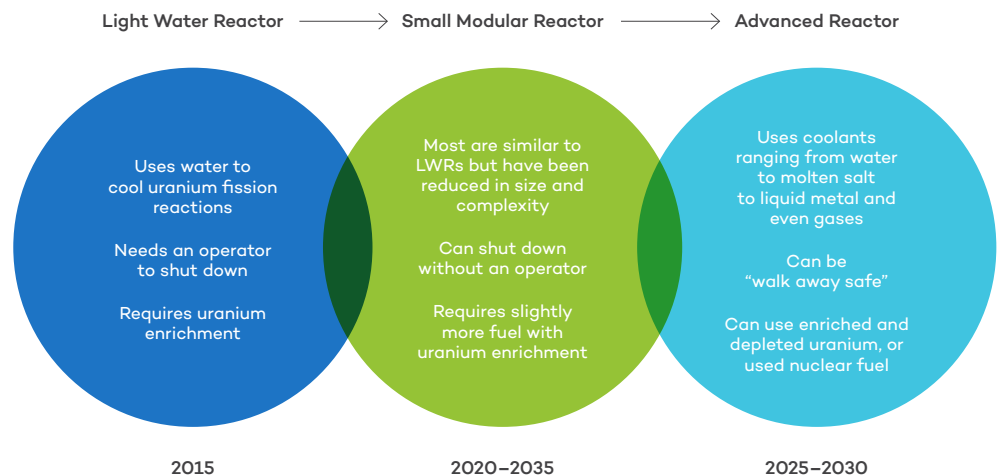 Light Water Reactor
Small Modular Reactor
Advanced Reactor
Uses water to
cool uranium fission
reactions
Needs an operator
to shut down
Requires uranium
enrichment
Most are similar to
LWRs but have been
reduced in size and
complexity
Can shut down
without an operator
Requires slightly
more fuel with
uranium enrichment
Uses coolants
ranging from water
to molten salt
to liquid metal and
even gases
Can be
“walk away safe”
Can use enriched and
depleted uranium, or
used nuclear fuel
2015
2020–2035
2025–2030